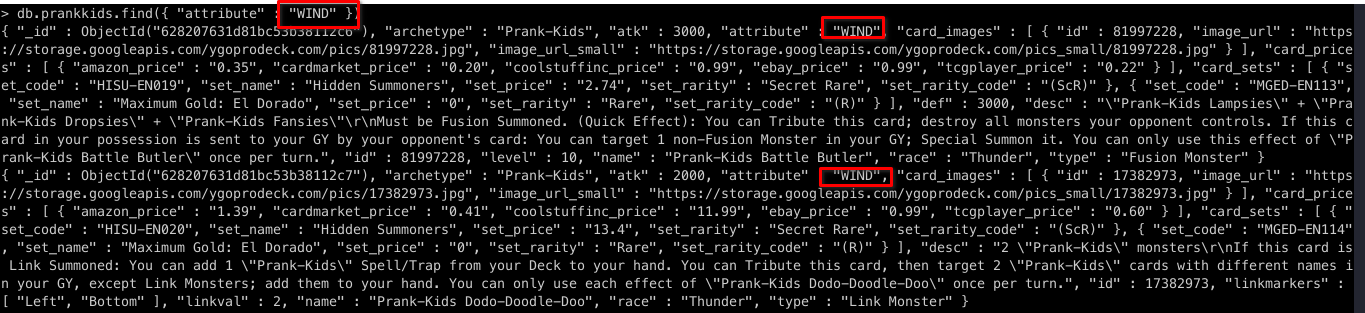 > db.prankkids.find({ "attribute" : "WIND" })
{ "_id" : ObjectId("628207631d81bc53b38112c6"), "archetype" : "Prank-Kids", "atk" : 3000, "attribute" : "WIND", "card_images" : [ { "id" : 81997228, "image_url" : "https
://storage.googleapis.com/ygoprodeck.com/pics/81997228.jpg", "image_url_small" : "https://storage.googleapis.com/ygoprodeck.com/pics_small/81997228.jpg" } ], "card_price
s" : [ { "amazon_price" : "0.35", "cardmarket_price" : "0.20", "coolstuffinc_price" : "0.99", "ebay_price" : "0.99", "tcgplayer_price" : "0.22" } ], "card_sets" : [ { "s
et_code" : "HISU-EN019", "set_name" : "Hidden Summoners", "set_price" : "2.74", "set_rarity" : "Secret Rare", "set_rarity_code" : "(ScR)" }, { "set_code" : "MGED-EN113",
"set_name" : "Maximum Gold: El Dorado", "set_price" : "0", "set_rarity" : "Rare", "set_rarity_code" : "(R)" } ], "def" : 3000, "desc" : "\"Prank-Kids Lampsies\" + \"Pra
nk-Kids Dropsies\" + \"Prank-Kids Fansies\"\r\nMust be Fusion Summoned. (Quick Effect): You can Tribute this card; destroy all monsters your opponent controls. If this c
ard in your possession is sent to your GY by your opponent's card: You can target 1 non-Fusion Monster in your GY; Special Summon it. You can only use this effect of \"P
rank-Kids Battle Butler\" once per turn.", "id" : 81997228, "level" : 10, "name" : "Prank-Kids Battle Butler", "race" : "Thunder", "type" : "Fusion Monster" }
{ "_id" : ObjectId("628207631d81bc53b38112c7"), "archetype" : "Prank-Kids", "atk" : 2000, "attribute" : "WIND", "card_images" : [ { "id" : 17382973, "image_url" : "https
://storage.googleapis.com/ygoprodeck.com/pics/17382973.jpg", "image_url_small" : "https://storage.googleapis.com/ygoprodeck.com/pics_small/17382973.jpg" } ], "card_price
s" : [ { "amazon_price" : "1.39", "cardmarket_price" : "0.41", "coolstuffinc_price" : "11.99", "ebay_price" : "0.99", "tcgplayer_price" : "0.60" } ], "card_sets" : [ { "
set_code" : "HISU-EN020", "set_name" : "Hidden Summoners", "set_price" : "13.4", "set_rarity" : "Secret Rare", "set_rarity_code" : "(ScR)" }, { "set_code" : "MGED-EN114"
, "set_name" : "Maximum Gold: El Dorado", "set_price" : "0", "set_rarity" : "Rare", "set_rarity_code" : "(R)" } ], "desc" : "2 \"Prank-Kids\" monsters\r\nIf this card is
Link Summoned: You can add 1 \"Prank-Kids\" Spell/Trap from your Deck to your hand. You can Tribute this card, then target 2 \"Prank-Kids\" cards with different names i
n your GY, except Link Monsters; add them to your hand. You can only use each effect of \"Prank-Kids Dodo-Doodle-Doo\" once per turn.", "id" : 17382973, "linkmarkers" :
[ "Left", "Bottom" ], "linkval" : 2, "name" : "Prank-Kids Dodo-Doodle-Doo", "race" : "Thunder", "type" : "Link Monster" }